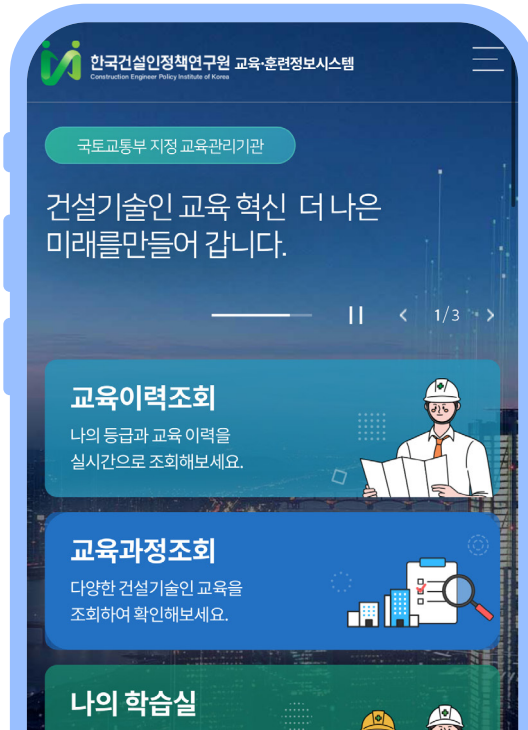 한국건설인정책연구원 교육·훈련정보시스템
Construction Engineer Policy Institute of Korea
국토교통부 지정 교육관리기관
건설기술인 교육 혁신 더 나은
미래를만들어 갑니다.
1/3
교육이력조회
나의 등급과 교육 이력을
실시간으로 조회해보세요.
교육과정조회
다양한 건설기술인 교육을
조회하여 확인해보세요.
나의 학습실